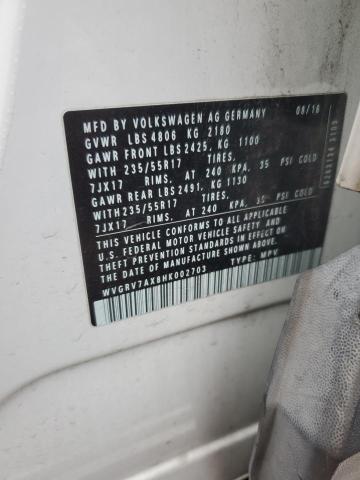 MFD BY VOLKSWAGEN AG GERMANY 08/16
GVWR LBS 4806 KG 2180
GAWR FRONT LBS 2425, KG 1100
WITH 235/55R17 TIRES,
7JX17 RIMS, AT 240 KPA, 35 PSI COLD
GAWR REAR LBS 2491, KG 1130
WITH 235/55R17 TIRES,
7JX17 RIMS, AT 240 KPA, 35 PSI COLD
THIS VEHICLE CONFORMS TO ALL APPLICABLE
U.S. FEDERAL MOTOR VEHICLE SAFETY AND
THEFT PREVENTION STANDARDS IN EFFECT ON
THE DATE OF MANUFACTURE SHOWN ABOVE.
WVGRV7AX8HK002703 TYPE: MPV